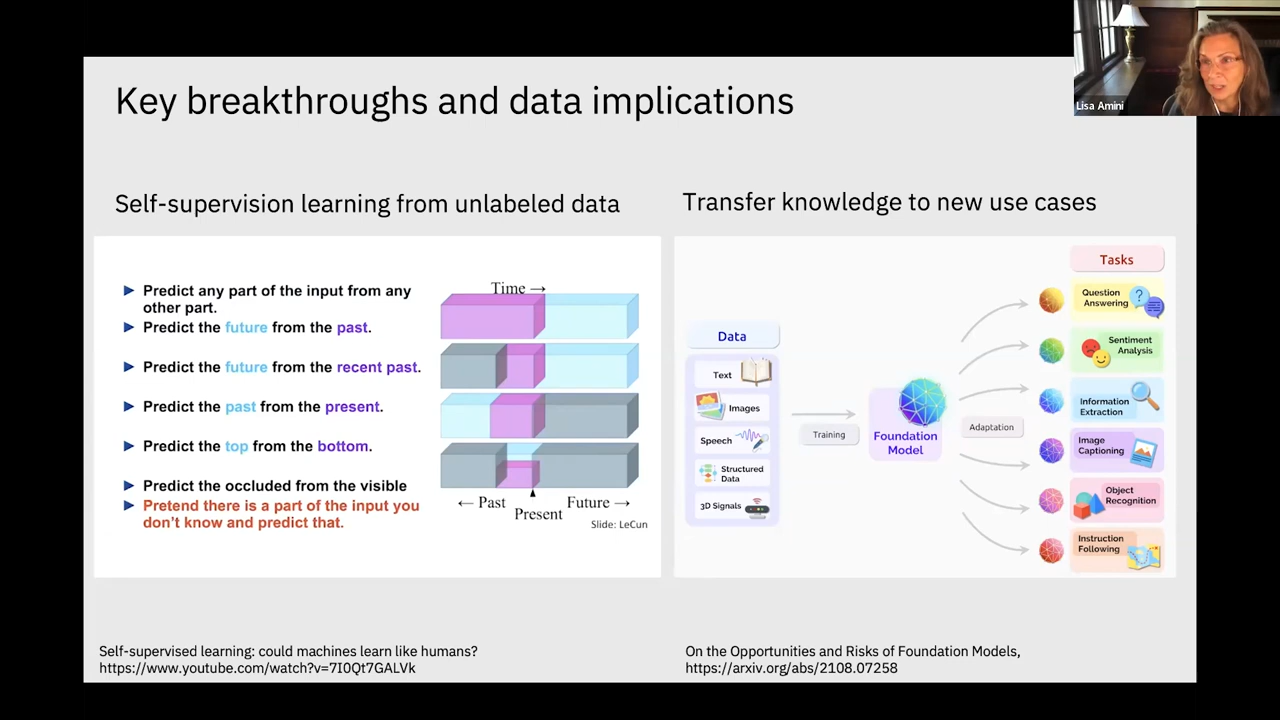 Key breakthroughs and data implications
Lisa Amini
Self-supervision learning from unlabeled data
▶ Predict any part of the input from any
other part.
▶ Predict the future from the past.
▶ Predict the future from the recent past.
▶ Predict the past from the present.
▶ Predict the top from the bottom.
▶ Predict the occluded from the visible
▶ Pretend there is a part of the input you
don't know and predict that.
Time →
← Past
Present
Future →
Slide: LeCun
Self-supervised learning: could machines learn like humans?
https://www.youtube.com/watch?v=7I0Qt7GALVk
Transfer knowledge to new use cases
Data
Text
Images
Speech
Structured
Data
3D Signals
Training
Foundation
Model
Adaptation
Tasks
Question
Answering
Sentiment
Analysis
Information
Extraction
Image
Captioning
Object
Recognition
Instruction
Following
On the Opportunities and Risks of Foundation Models,
https://arxiv.org/abs/2108.07258